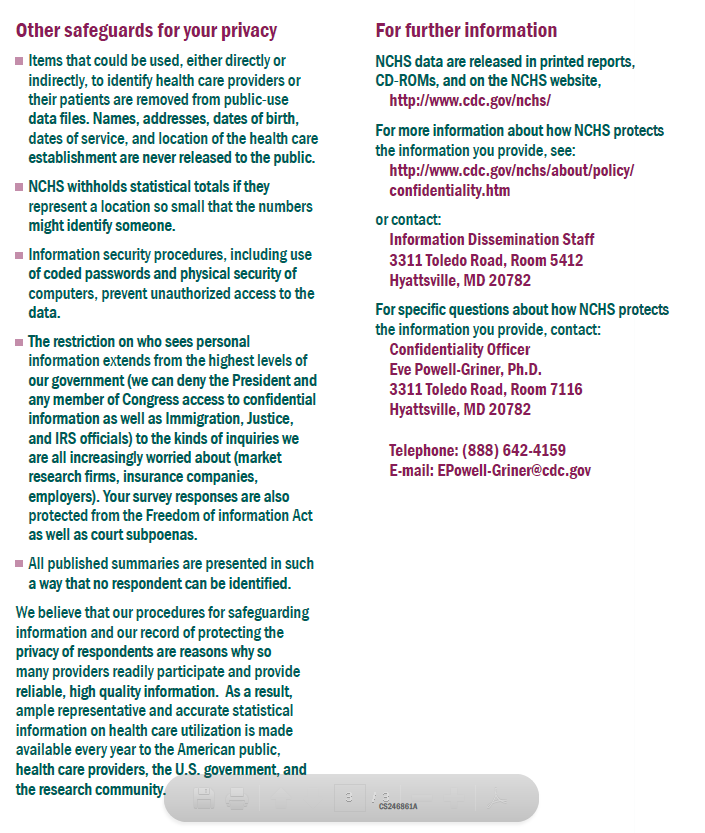 Other safeguards for your privacy
Items that could be used, either directly or
indirectly, to identify health care providers or
their patients are removed from public-use
data files. Names, addresses, dates of birth,
dates of service, and location of the health care
establishment are never released to the public.
NCHS withholds statistical totals if they
represent a location so small that the numbers
might identify someone.
Information security procedures, including use
of coded passwords and physical security of
computers, prevent unauthorized access to the
data.
The restriction on who sees personal
information extends from the highest levels of
our government (we can deny the President and
any member of Congress access to confidential
information as well as Immigration, Justice,
and IRS officials) to the kinds of inquiries we
are all increasingly worried about (market
research firms, insurance companies,
employers). Your survey responses are also
protected from the Freedom of information Act
as well as court subpoenas.
All published summaries are presented in such
a way that no respondent can be identified.
We believe that our procedures for safeguarding
information and our record of protecting the
privacy of respondents are reasons why so
many providers readily participate and provide
reliable, high quality information.  As a result,
ample representative and accurate statistical
information on health care utilization is made
available every year to the American public,
health care providers, the U.S. government, and
the research community.
For further information
NCHS data are released in printed reports,
CD-ROMs, and on the NCHS website,
http://www.cdc.gov/nchs/
For more information about how NCHS protects
the information you provide, see:
http://www.cdc.gov/nchs/about/policy/
confidentiality.htm
or contact:
Information Dissemination Staff
3311 Toledo Road, Room 5412
Hyattsville, MD 20782
For specific questions about how NCHS protects
the information you provide, contact:
Confidentiality Officer
Eve Powell-Griner, Ph.D.
3311 Toledo Road, Room 7116
Hyattsville, MD 20782
Telephone: (888) 642-4159
E-mail: EPowell-Griner@cdc.gov
3 / 3
CS246861A